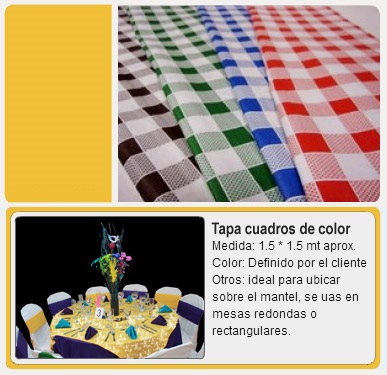 Tapa cuadros de color
Medida: 1.5 * 1.5 mt aprox.
Color: Definido por el cliente
Otros: ideal para ubicar
sobre el mantel, se uas en
mesas redondas o
rectangulares.